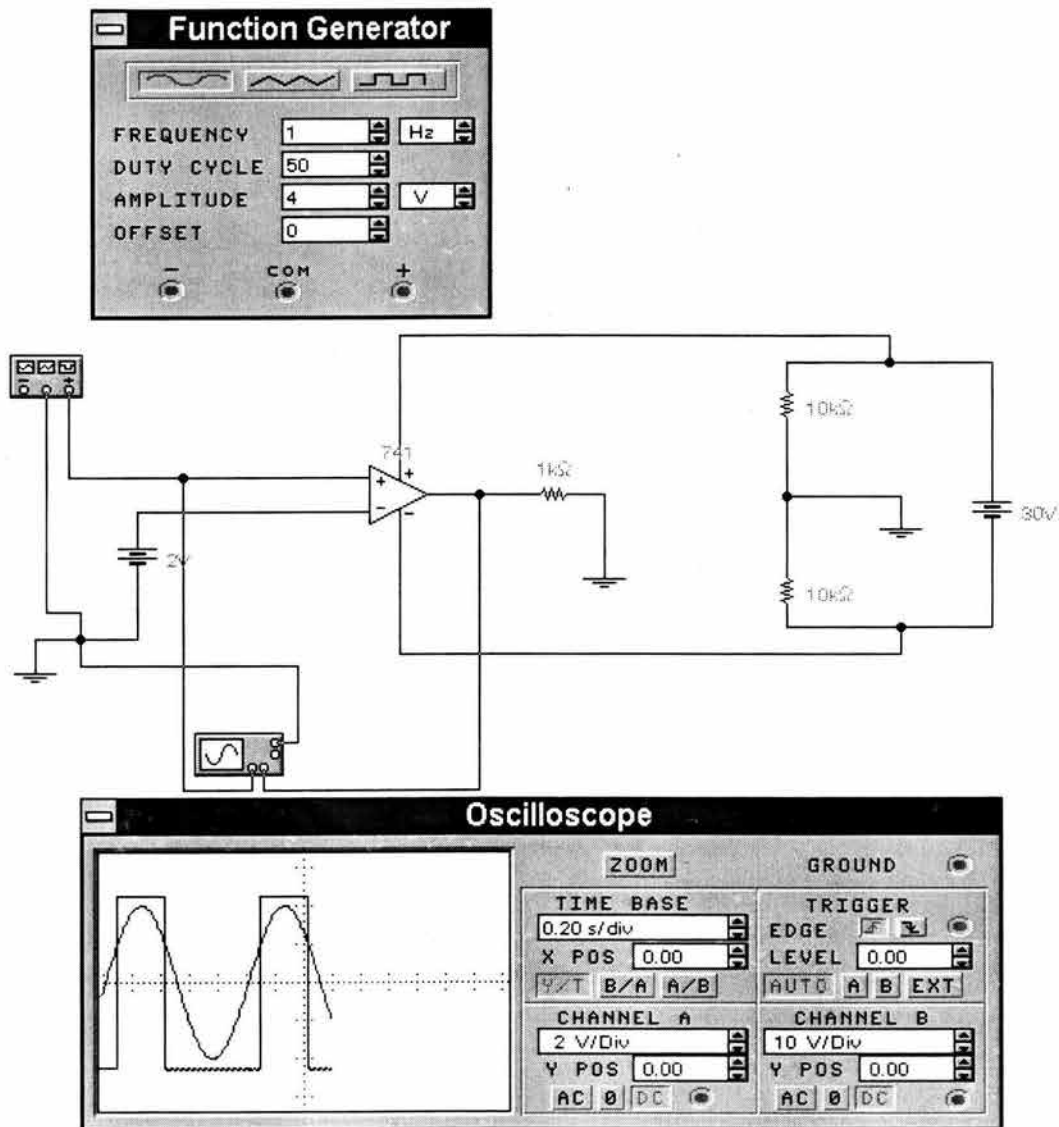 Function Generator
FREQUENCY 1 Hz
DUTY CYCLE 50
AMPLITUDE 4 V
OFFSET 0
- COM +
- +
10kΩ
741
+
1kΩ
+
-
-
30V
2V
10kΩ
Oscilloscope
ZOOM GROUND
TIME BASE
0.20 s/div
X POS 0.00
Y/T B/A A/B
TRIGGER
EDGE
LEVEL 0.00
AUTO A B EXT
CHANNEL A
2 V/Div
Y POS 0.00
AC 0 DC
CHANNEL B
10 V/Div
Y POS 0.00
AC 0 DC